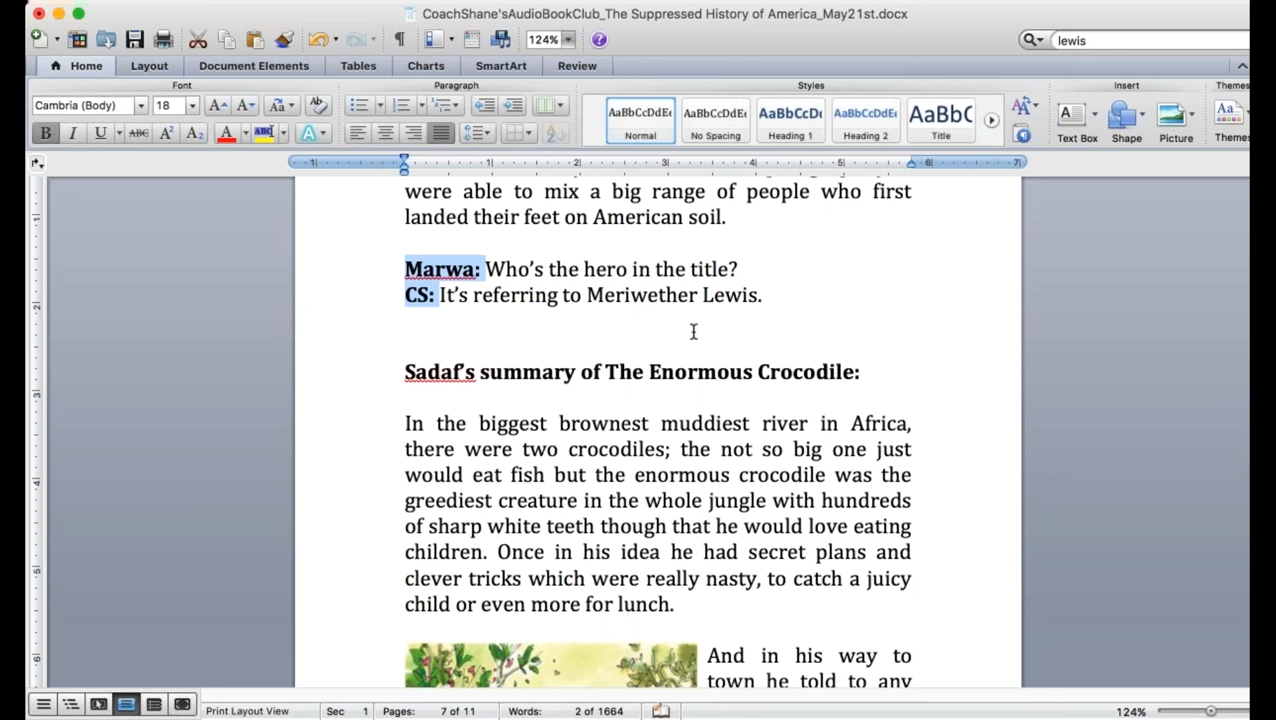 CoachShane'sAudioBookClub_The Suppressed History of America_May21st.docx
124%
lewis
Home Layout Document Elements Tables Charts SmartArt Review
Font Paragraph Styles Insert Themes
Cambria (Body) 18
AaBbCcDdEe AaBbCcDdEe AaBbCcDc AaBbCcDdEe AaBbC Aa
Normal No Spacing Heading 1 Heading 2 Title Text Box Shape Picture Themes
were able to mix a big range of people who first
landed their feet on American soil.
Marwa: Who's the hero in the title?
CS: It's referring to Meriwether Lewis.
Sadaf's summary of The Enormous Crocodile:
In the biggest brownest muddiest river in Africa,
there were two crocodiles; the not so big one just
would eat fish but the enormous crocodile was the
greediest creature in the whole jungle with hundreds
of sharp white teeth though that he would love eating
children. Once in his idea he had secret plans and
clever tricks which were really nasty, to catch a juicy
child or even more for lunch.
And in his way to
town he told to any
Print Layout View Sec 1 Pages: 7 of 11 Words: 2 of 1664 124%